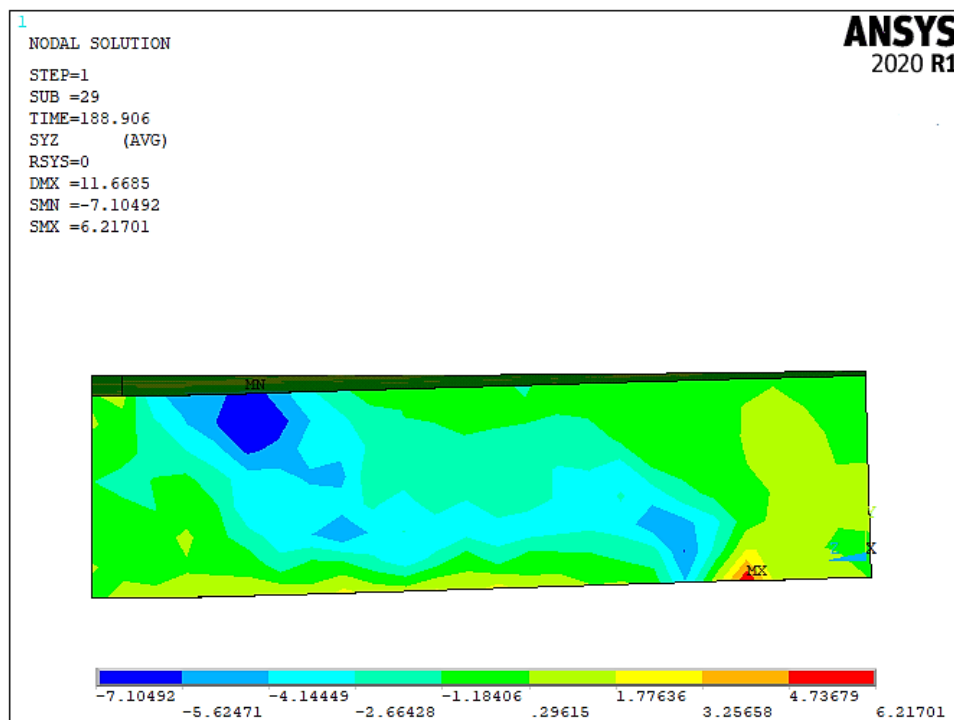 1
ANSYS
2020 R1
NODAL SOLUTION
STEP=1
SUB =29
TIME=188.906
SYZ (AVG)
RSYS=0
DMX =11.6685
SMN =-7.10492
SMX =6.21701
MN
Y
Z X
MX
-7.10492 -4.14449 -1.18406 1.77636 4.73679
-5.62471 -2.66428 .29615 3.25658 6.21701